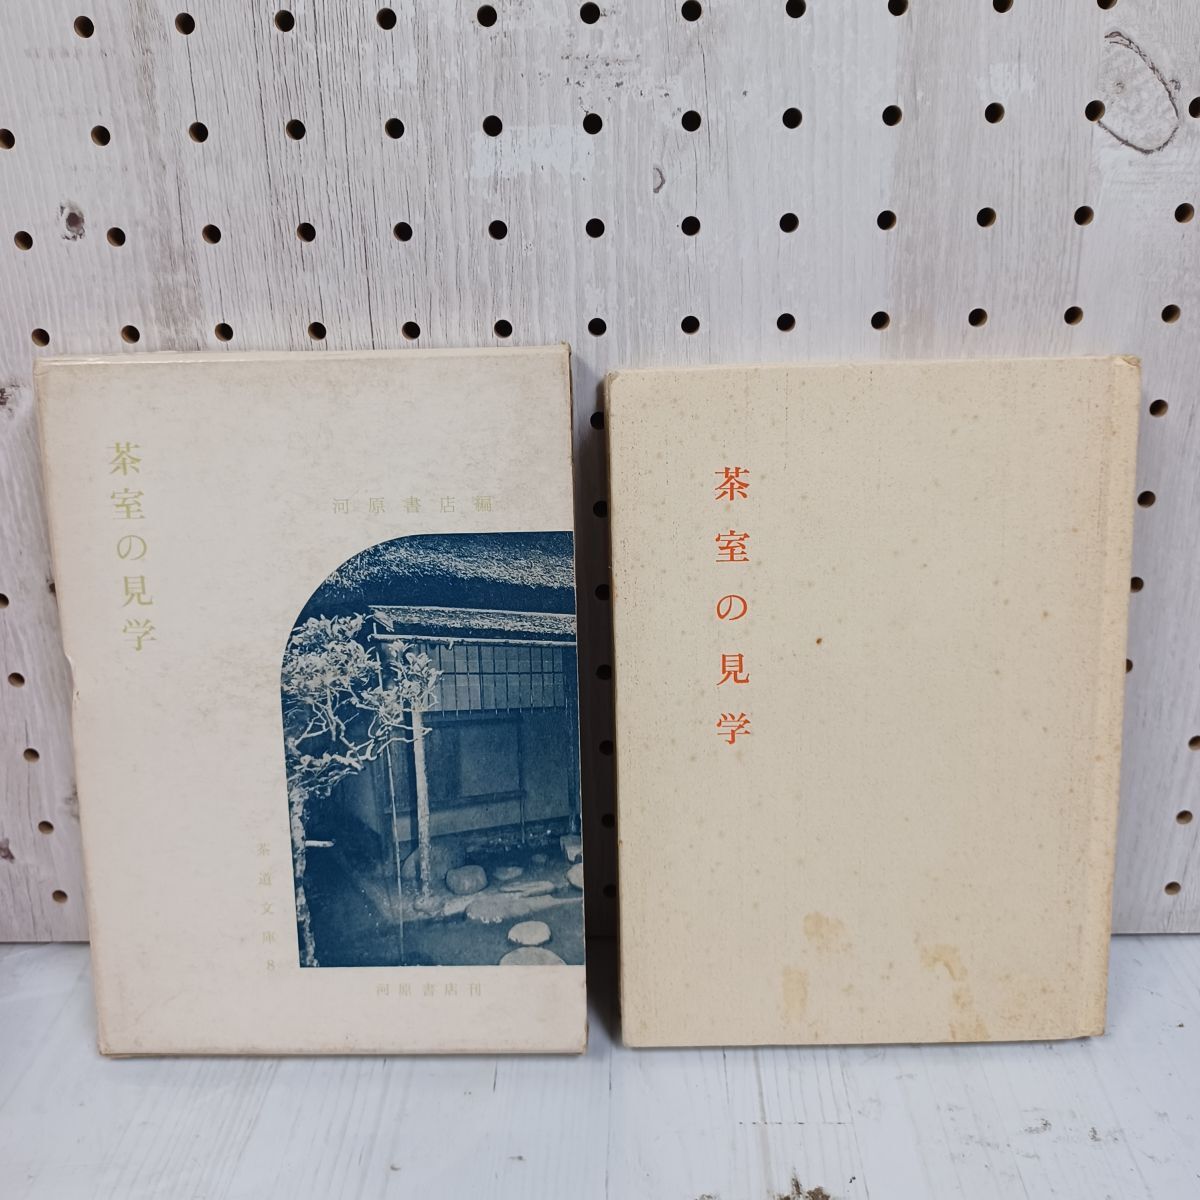 茶室の見学
河原書店編
茶道文庫8
河原書店刊
茶室の見学